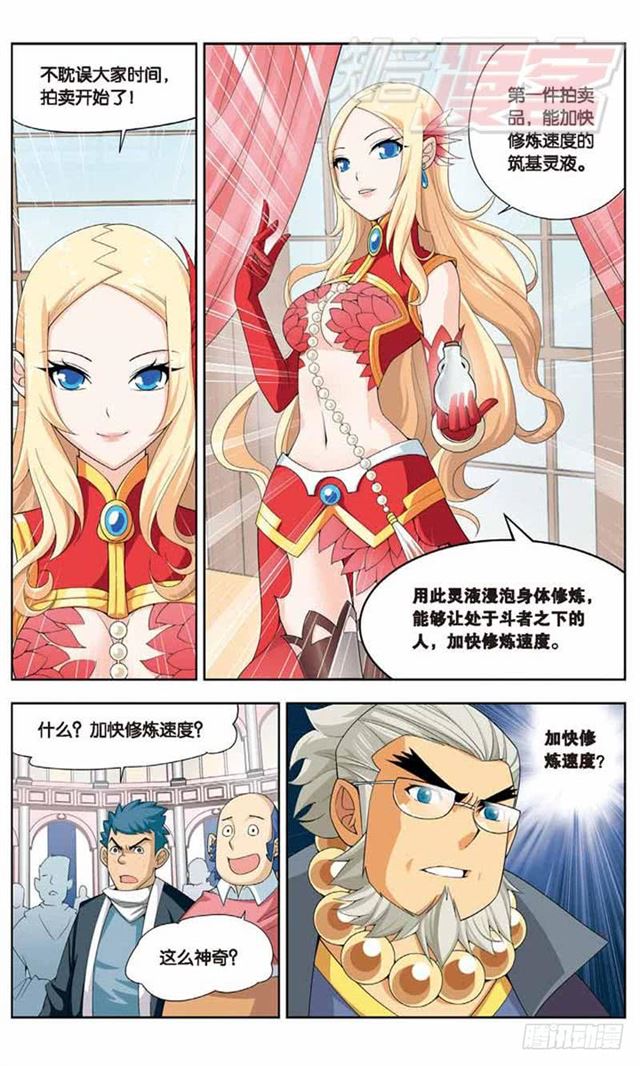 不耽误大家时间，
拍卖开始了！
知音漫客
第一件拍卖
品，能加快
修炼速度的
筑基灵液。
用此灵液浸泡身体修炼，
能够让处于斗者之下的
人，加快修炼速度。
什么？加快修炼速度？
这么神奇？
加快修
炼速度？
腾讯动漫